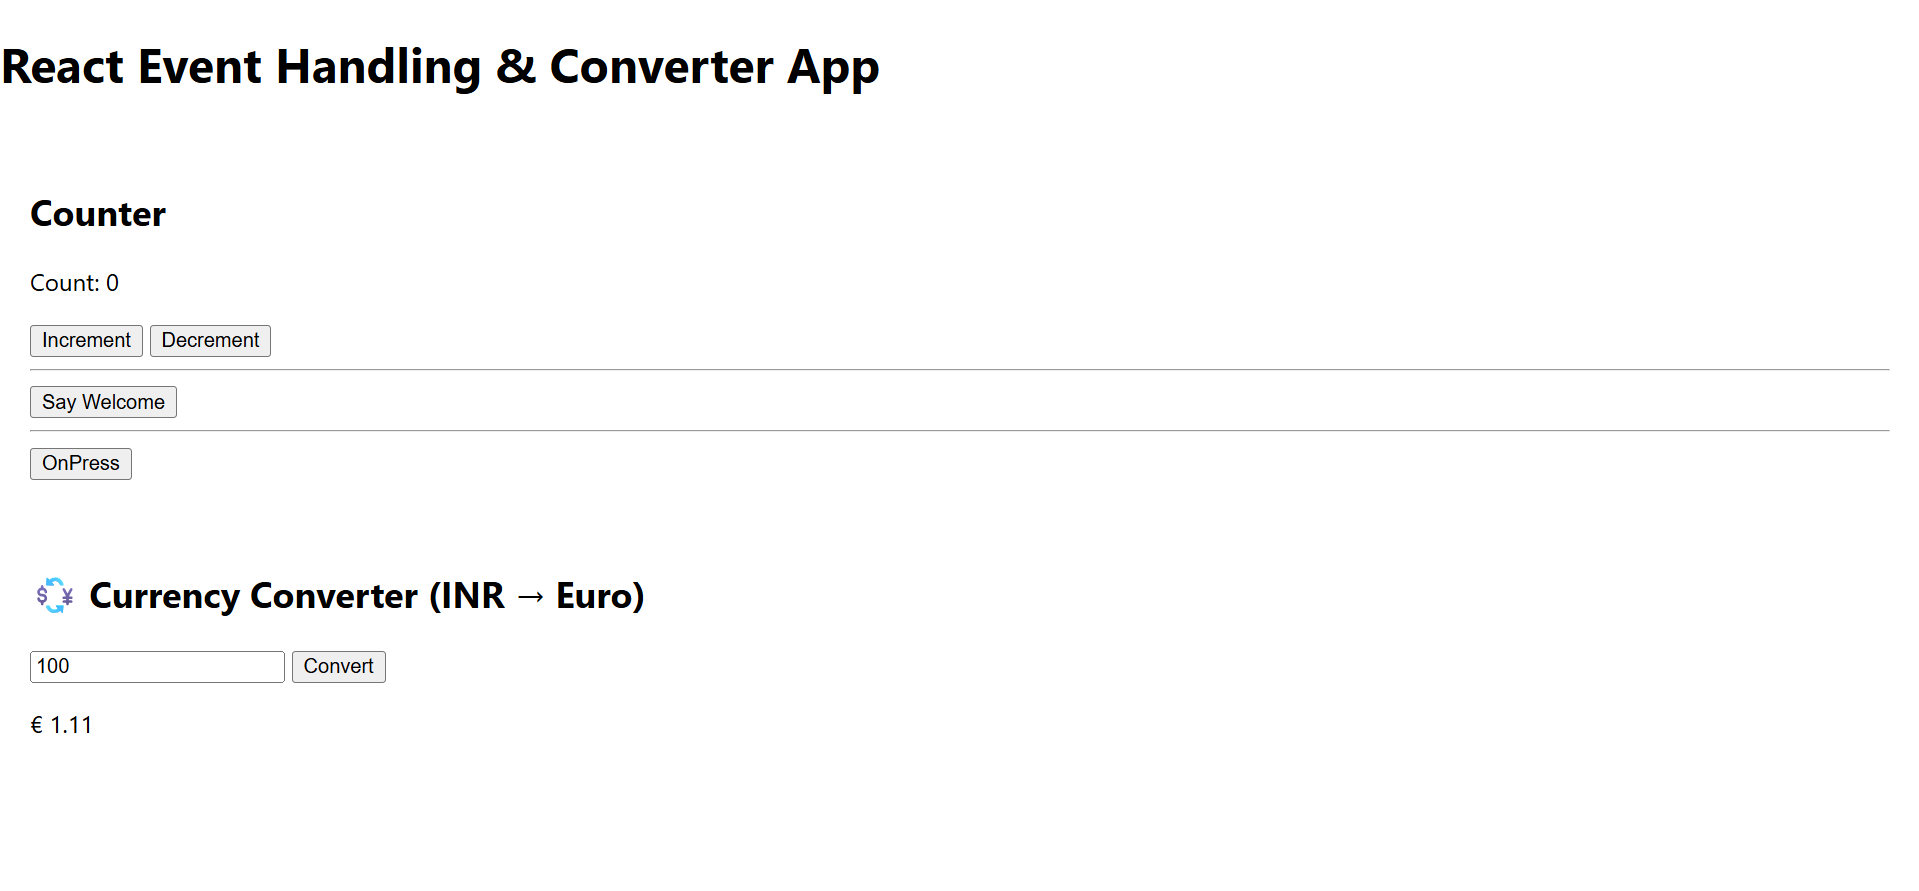 React Event Handling & Converter App
Counter
Count: 0
Increment Decrement
Say Welcome
OnPress
💱 Currency Converter (INR → Euro)
100 Convert
€ 1.11